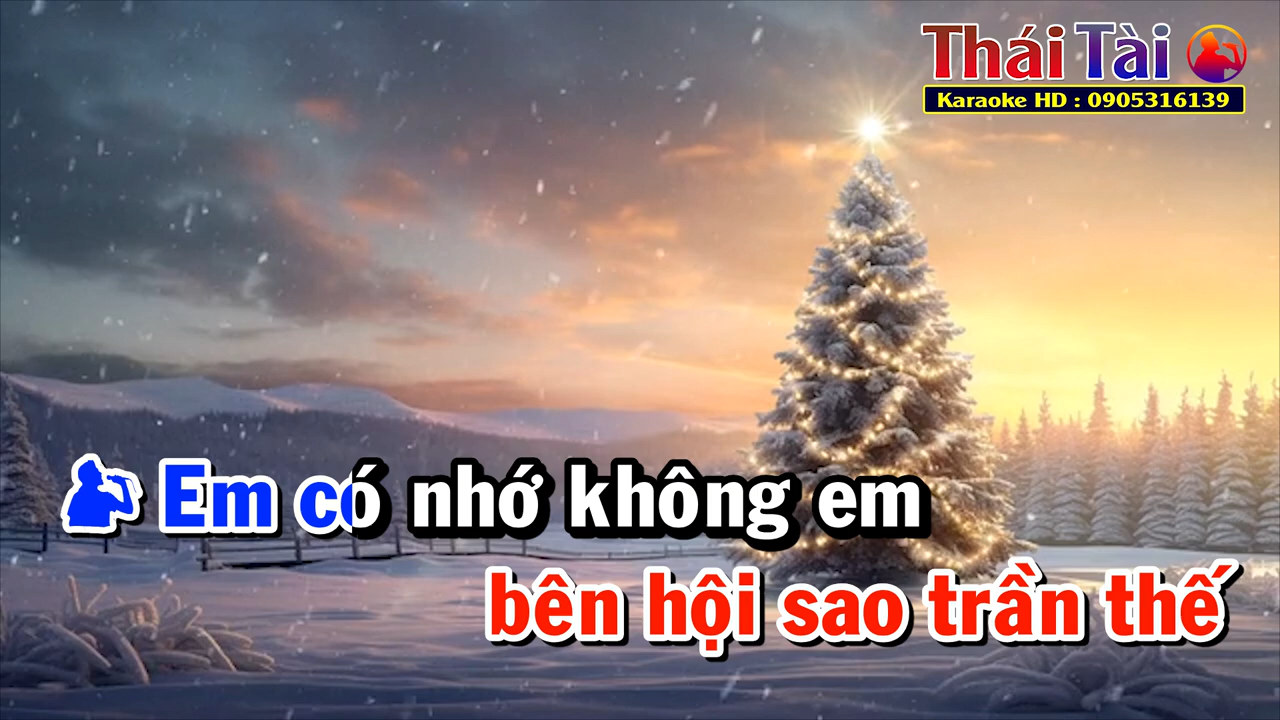 Thái Tài
Karaoke HD : 0905316139
Em có nhớ không em
bên hội sao trần thế